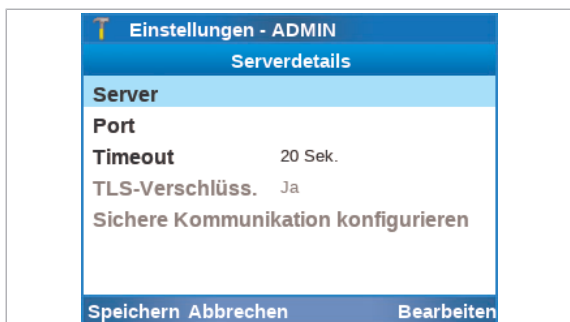 Einstellungen - ADMIN
Serverdetails
Server
Port
Timeout 20 Sek.
TLS-Verschlüss. Ja
Sichere Kommunikation konfigurieren
Speichern Abbrechen Bearbeiten